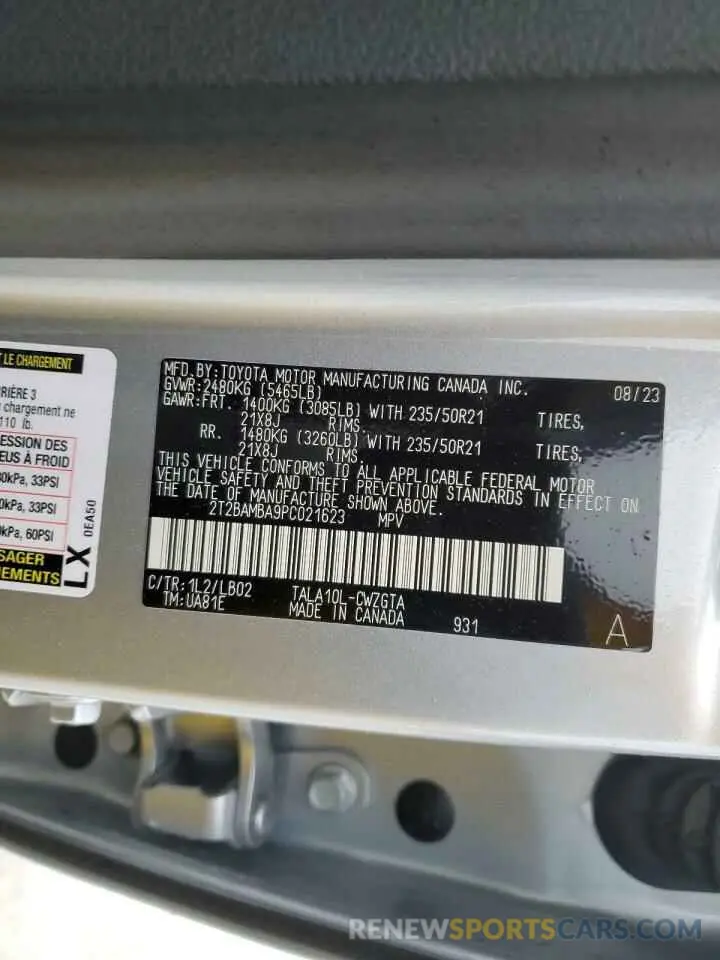 T LE CHARGEMENT
RIÈRE 3
chargement ne
110 lb.
ESSION DES
EUS À FROID
0kPa, 33PSI
0kPa, 33PSI
kPa, 60PSI
SAGER
NEMENTS
LX
0EA50
MFD.BY:TOYOTA MOTOR MANUFACTURING CANADA INC. 08/23
GVWR:2480KG (5465LB)
GAWR:FRT. 1400KG (3085LB) WITH 235/50R21 TIRES,
21X8J RIMS,
RR. 1480KG (3260LB) WITH 235/50R21 TIRES,
21X8J RIMS.
THIS VEHICLE CONFORMS TO ALL APPLICABLE FEDERAL MOTOR
VEHICLE SAFETY AND THEFT PREVENTION STANDARDS IN EFFECT ON
THE DATE OF MANUFACTURE SHOWN ABOVE.
2T2BAMBA9PC021623 MPV
C/TR:1L2/LB02 TALA10L-CWZGTA
TM:UA81E MADE IN CANADA 931
A
RENEWSPORTSCARS.COM